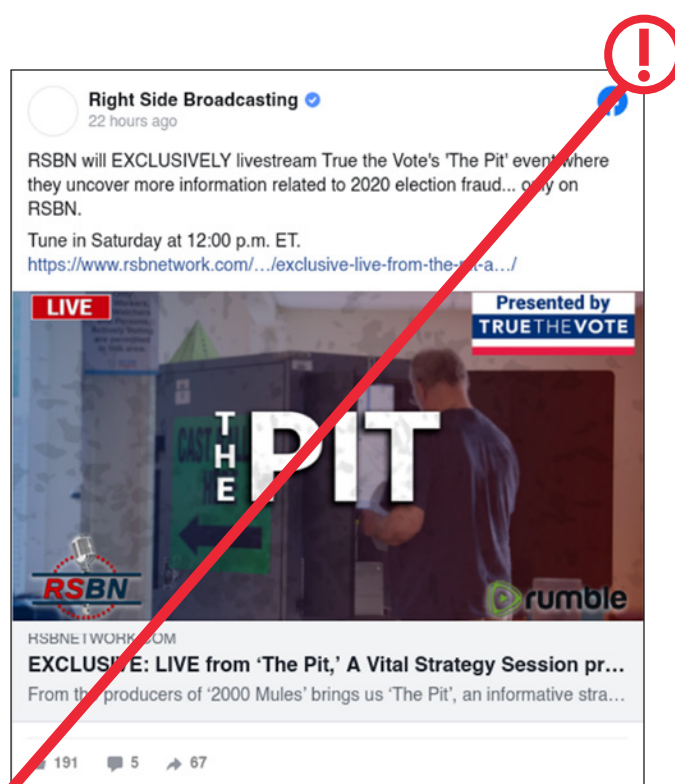 Right Side Broadcasting
22 hours ago
RSBN will EXCLUSIVELY livestream True the Vote's 'The Pit' event where
they uncover more information related to 2020 election fraud... only on
RSBN.
Tune in Saturday at 12:00 p.m. ET.
https://www.rsbnetwork.com/.../exclusive-live-from-the-pit-a.../
LIVE
Presented by
TRUETHEVOTE
THE PIT
CAST
RSBN
rumble
RSBNETWORK.COM
EXCLUSIVE: LIVE from ‘The Pit,’ A Vital Strategy Session pr...
From the producers of ‘2000 Mules’ brings us ‘The Pit’, an informative stra...
191 5 67